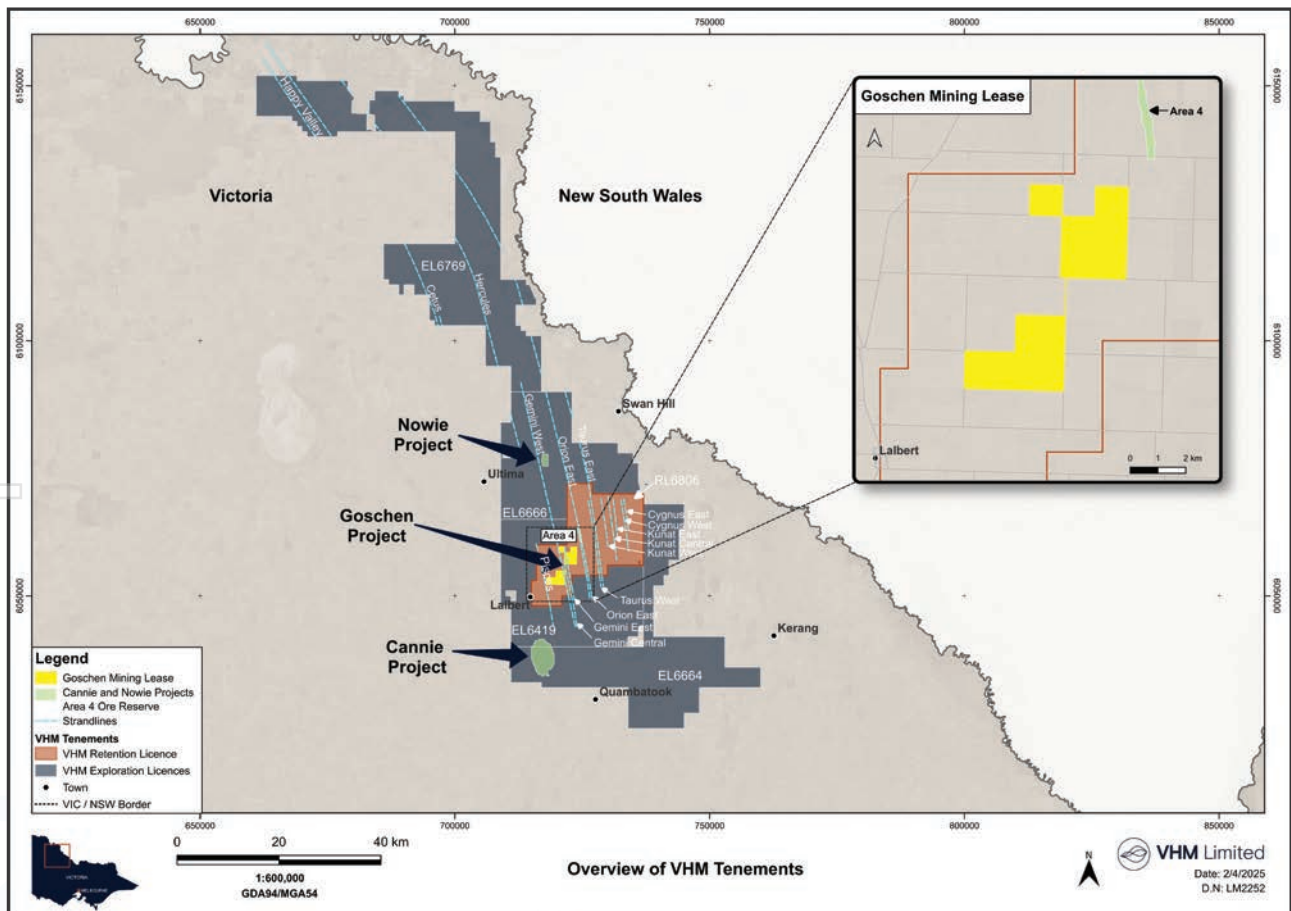 650000
700000
750000
800000
850000
6150000
6100000
6050000
6150000
6100000
6050000
Happy Valley
Victoria
New South Wales
Goschen Mining Lease
Area 4
Lalbert
0 1 2 km
EL6769
Cetus
Hercules
Swan Hill
Gemini West
Orion East
Taurus East
Nowie
Project
Ultima
RL6806
EL6666
Cygnus East
Cygnus West
Kunat East
Kunat Central
Kunat West
Goschen
Project
Area 4
Lalbert
Taurus West
Orion East
Gemini East
Gemini Central
EL6419
Kerang
Cannie
Project
EL6664
Quambatook
Legend
Goschen Mining Lease
Cannie and Nowie Projects
Area 4 Ore Reserve
Strandlines
VHM Tenements
VHM Retention Licence
VHM Exploration Licences
Town
VIC / NSW Border
650000
700000
750000
800000
850000
VICTORIA
MELBOURNE
0 20 40 km
1:600,000
GDA94/MGA54
Overview of VHM Tenements
N
VHM Limited
Date: 2/4/2025
D.N: LM2252